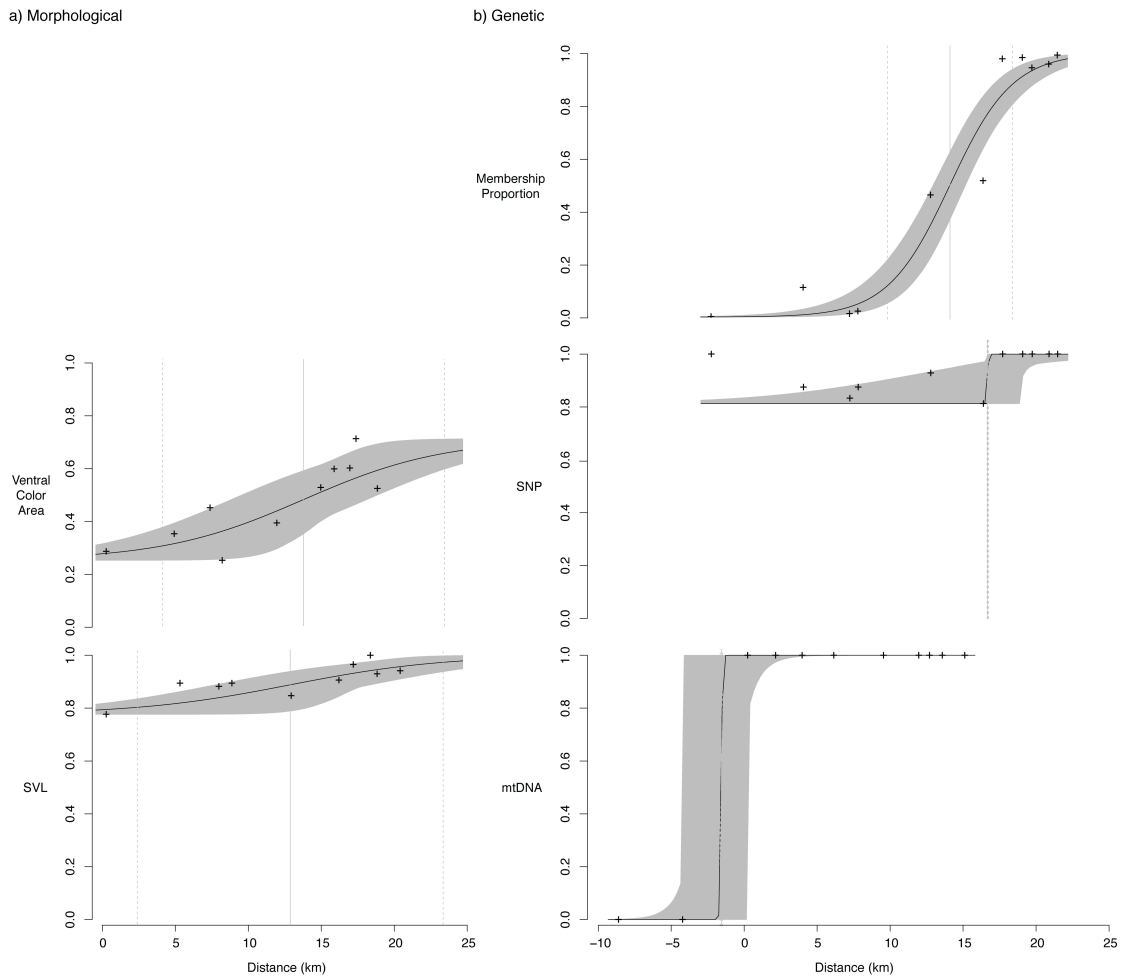 a) Morphological
b) Genetic
Membership
Proportion
0.0 0.2 0.4 0.6 0.8 1.0
Ventral
Color
Area
0.0 0.2 0.4 0.6 0.8 1.0
SNP
0.0 0.2 0.4 0.6 0.8 1.0
SVL
0.0 0.2 0.4 0.6 0.8 1.0
mtDNA
0.0 0.2 0.4 0.6 0.8 1.0
0 5 10 15 20 25
Distance (km)
−10 −5 0 5 10 15 20 25
Distance (km)